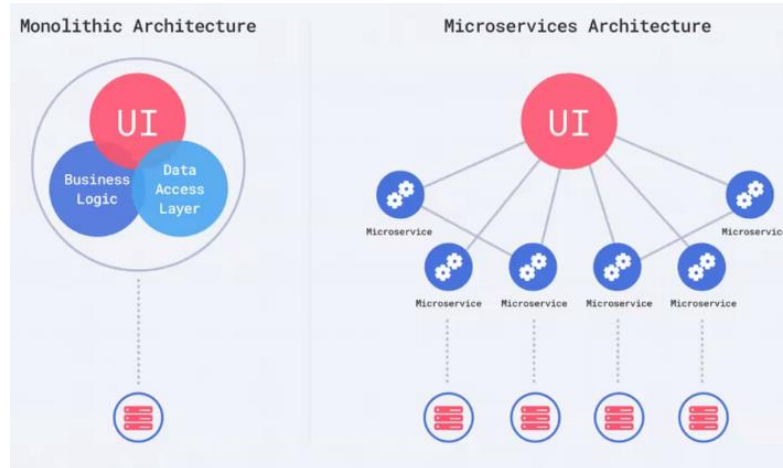 Monolithic Architecture
Microservices Architecture
UI
Business
Logic
Data
Access
Layer
UI
Microservice
Microservice
Microservice
Microservice
Microservice
Microservice